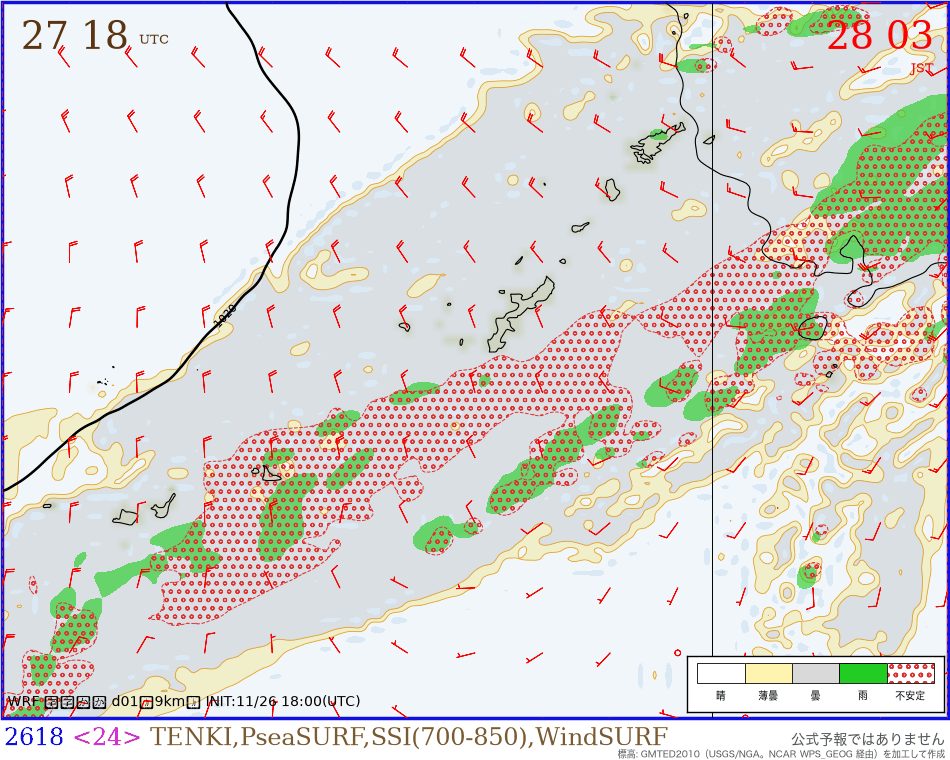 27 18 UTC
28 03
JST
1020
晴 薄曇 曇 雨 不安定
WRF d01 9km INIT:11/26 18:00(UTC)
2618 <24> TENKI,PseaSURF,SSI(700-850),WindSURF
公式予報ではありません
標高: GMTED2010（USGS/NGA。NCAR WPS_GEOG 経由）を加工して作成